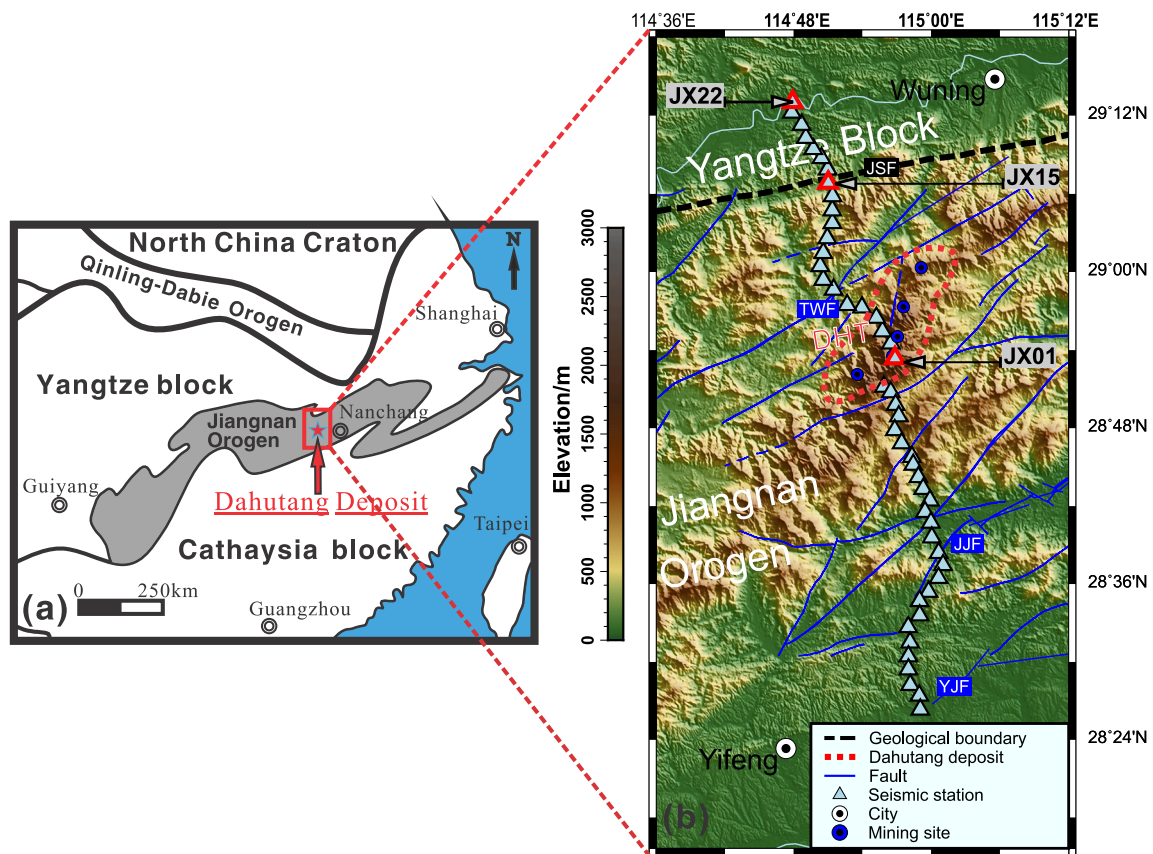 North China Craton
Qinling-Dabie Orogen
N
Shanghai
Yangtze block
Jiangnan
Orogen
Nanchang
Guiyang
Dahutang Deposit
Taipei
Cathaysia block
0 250km
(a)
Guangzhou
Elevation/m
3000
2500
2000
1500
1000
500
0
114°36'E 114°48'E 115°00'E 115°12'E
Wuning
JX22
29°12'N
Yangtze Block
JSF
JX15
29°00'N
TWF
DHT
JX01
28°48'N
Jiangnan
Orogen
JJF
28°36'N
YJF
28°24'N
Yifeng
Geological boundary
Dahutang deposit
Fault
Seismic station
City
Mining site
(b)